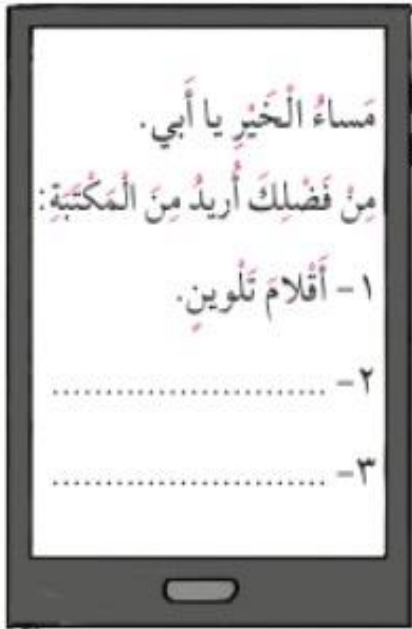 مَساءُ الْخَيْرِ يا أَبي.
مِنْ فَضْلِكَ أُريدُ مِنَ الْمَكْتَبَةِ:
١- أَقْلامَ تَلْوينٍ.
٢- ..........................
٣- ..........................